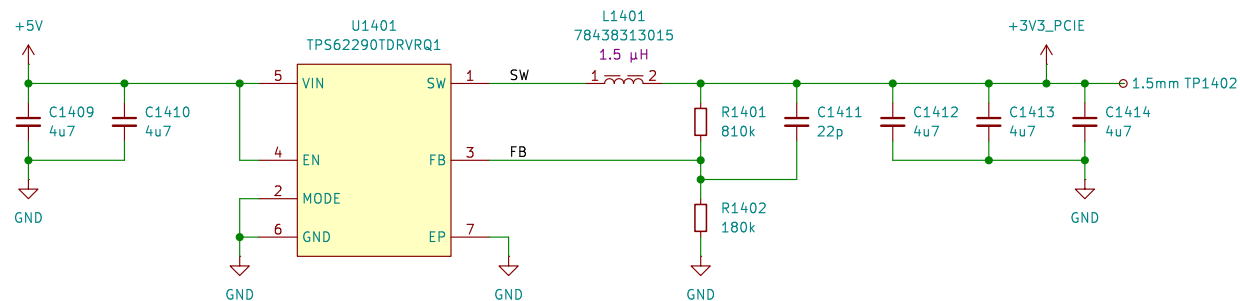 +5V
U1401
TPS62290TDRVRQ1
L1401
78438313015
1.5 µH
+3V3_PCIE
5 VIN
SW 1
SW
1 2
1.5mm TP1402
C1409
4u7
C1410
4u7
R1401
810k
C1411
22p
C1412
4u7
C1413
4u7
C1414
4u7
4 EN
FB 3
FB
2 MODE
R1402
180k
6 GND
EP 7
GND
GND
GND
GND
GND